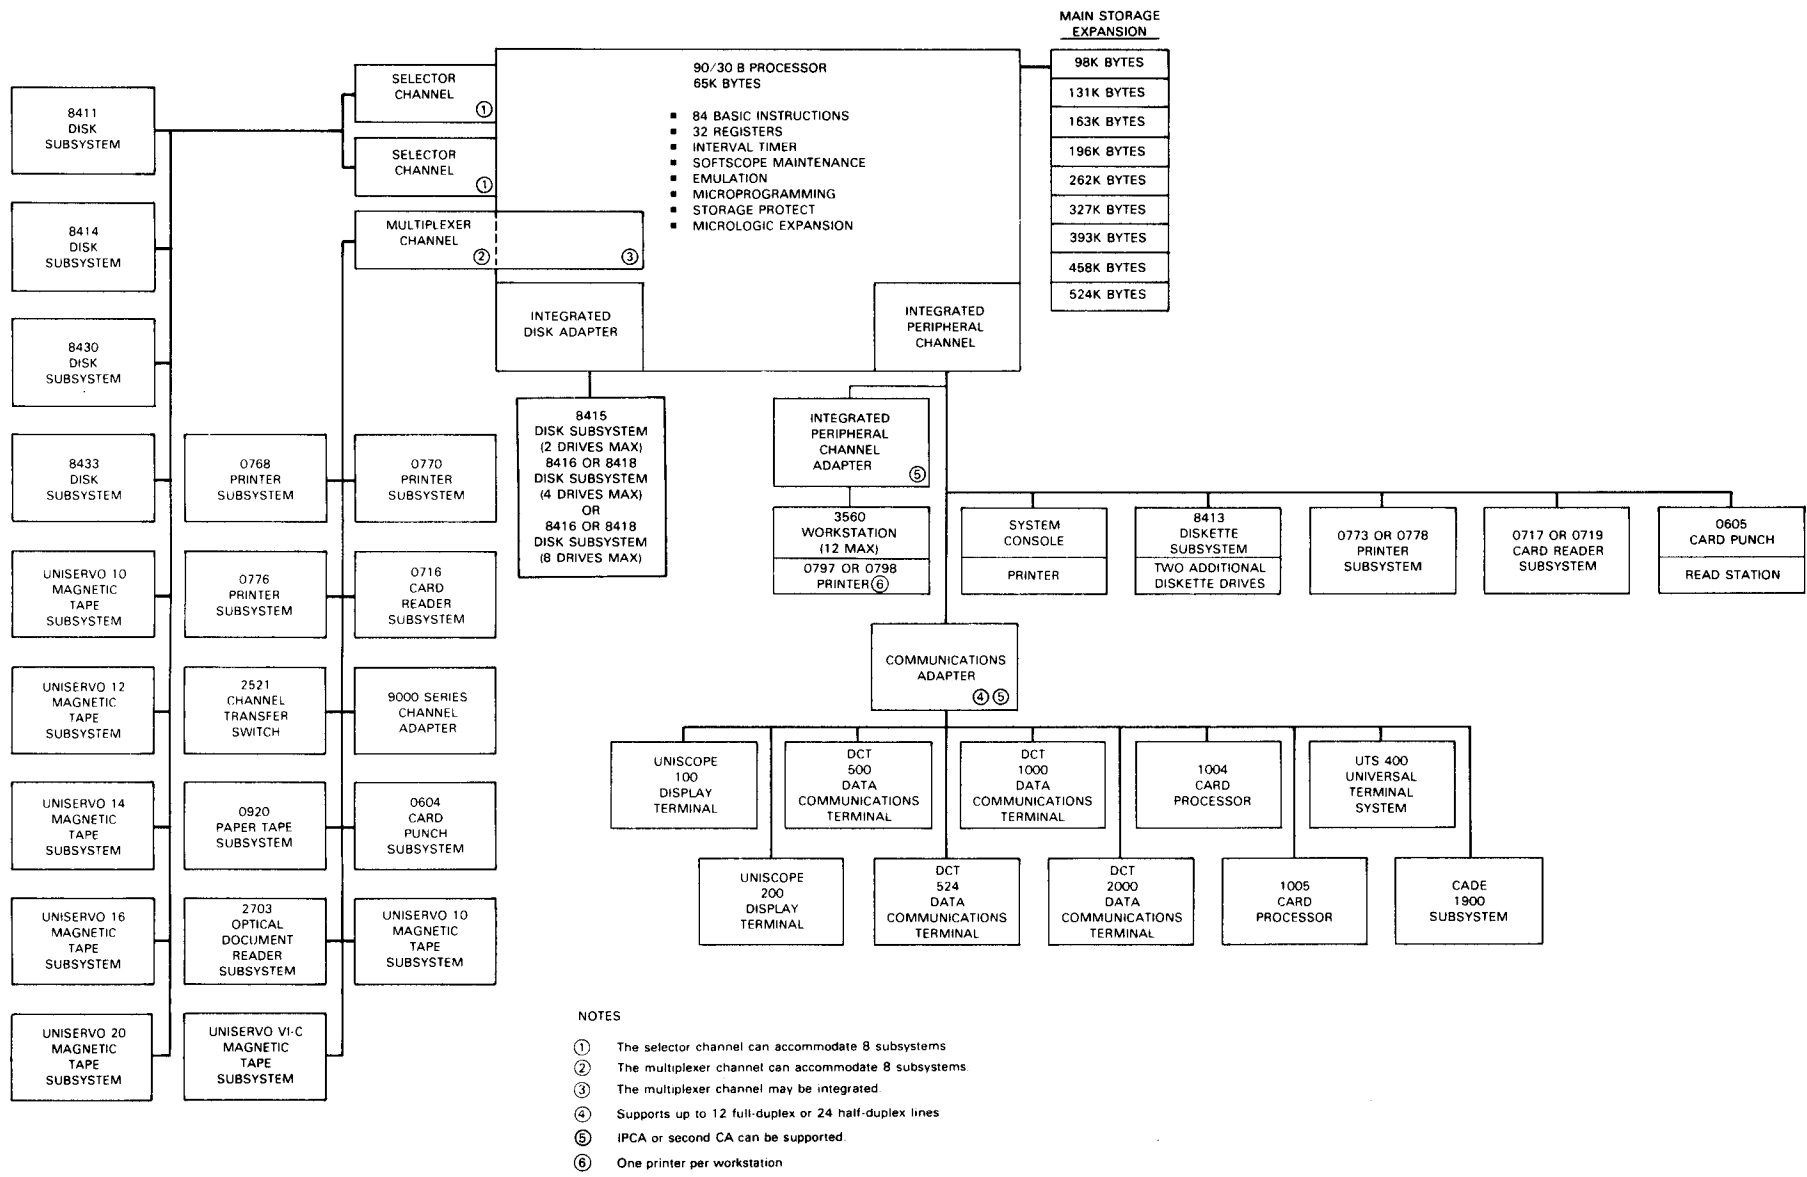 MAIN STORAGE
EXPANSION
98K BYTES
131K BYTES
163K BYTES
196K BYTES
262K BYTES
327K BYTES
393K BYTES
458K BYTES
524K BYTES
90/30 B PROCESSOR
65K BYTES
▪ 84 BASIC INSTRUCTIONS
▪ 32 REGISTERS
▪ INTERVAL TIMER
▪ SOFTSCOPE MAINTENANCE
▪ EMULATION
▪ MICROPROGRAMMING
▪ STORAGE PROTECT
▪ MICROLOGIC EXPANSION
SELECTOR
CHANNEL
①
SELECTOR
CHANNEL
①
MULTIPLEXER
CHANNEL
② ③
INTEGRATED
DISK ADAPTER
INTEGRATED
PERIPHERAL
CHANNEL
8411
DISK
SUBSYSTEM
8414
DISK
SUBSYSTEM
8430
DISK
SUBSYSTEM
8433
DISK
SUBSYSTEM
UNISERVO 10
MAGNETIC
TAPE
SUBSYSTEM
UNISERVO 12
MAGNETIC
TAPE
SUBSYSTEM
UNISERVO 14
MAGNETIC
TAPE
SUBSYSTEM
UNISERVO 16
MAGNETIC
TAPE
SUBSYSTEM
UNISERVO 20
MAGNETIC
TAPE
SUBSYSTEM
0768
PRINTER
SUBSYSTEM
0776
PRINTER
SUBSYSTEM
2521
CHANNEL
TRANSFER
SWITCH
0920
PAPER TAPE
SUBSYSTEM
2703
OPTICAL
DOCUMENT
READER
SUBSYSTEM
UNISERVO VI-C
MAGNETIC
TAPE
SUBSYSTEM
0770
PRINTER
SUBSYSTEM
0716
CARD
READER
SUBSYSTEM
9000 SERIES
CHANNEL
ADAPTER
0604
CARD
PUNCH
SUBSYSTEM
UNISERVO 10
MAGNETIC
TAPE
SUBSYSTEM
8415
DISK SUBSYSTEM
(2 DRIVES MAX)
8416 OR 8418
DISK SUBSYSTEM
(4 DRIVES MAX)
OR
8416 OR 8418
DISK SUBSYSTEM
(8 DRIVES MAX)
INTEGRATED
PERIPHERAL
CHANNEL
ADAPTER
⑤
3560
WORKSTATION
(12 MAX)
0797 OR 0798
PRINTER ⑥
SYSTEM
CONSOLE
PRINTER
8413
DISKETTE
SUBSYSTEM
TWO ADDITIONAL
DISKETTE DRIVES
0773 OR 0778
PRINTER
SUBSYSTEM
0717 OR 0719
CARD READER
SUBSYSTEM
0605
CARD PUNCH
READ STATION
COMMUNICATIONS
ADAPTER
④ ⑤
UNISCOPE
100
DISPLAY
TERMINAL
DCT
500
DATA
COMMUNICATIONS
TERMINAL
DCT
1000
DATA
COMMUNICATIONS
TERMINAL
1004
CARD
PROCESSOR
UTS 400
UNIVERSAL
TERMINAL
SYSTEM
UNISCOPE
200
DISPLAY
TERMINAL
DCT
524
DATA
COMMUNICATIONS
TERMINAL
DCT
2000
DATA
COMMUNICATIONS
TERMINAL
1005
CARD
PROCESSOR
CADE
1900
SUBSYSTEM
NOTES
① The selector channel can accommodate 8 subsystems
② The multiplexer channel can accommodate 8 subsystems.
③ The multiplexer channel may be integrated.
④ Supports up to 12 full-duplex or 24 half-duplex lines
⑤ IPCA or second CA can be supported.
⑥ One printer per workstation